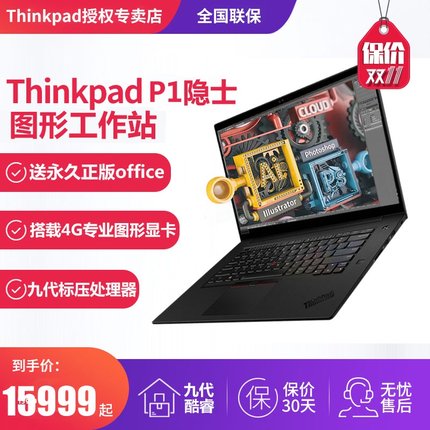 Thinkpad授权专卖店 全国联保
保价
双11
Thinkpad P1隐士
图形工作站
送永久正版office
搭载4G专业图形显卡
九代标压处理器
CLOUD
Photoshop
Ai
Ps
Illustrator
ThinkPad
到手价:
15999起
九代
酷睿
保
保价
30天
无忧
售后